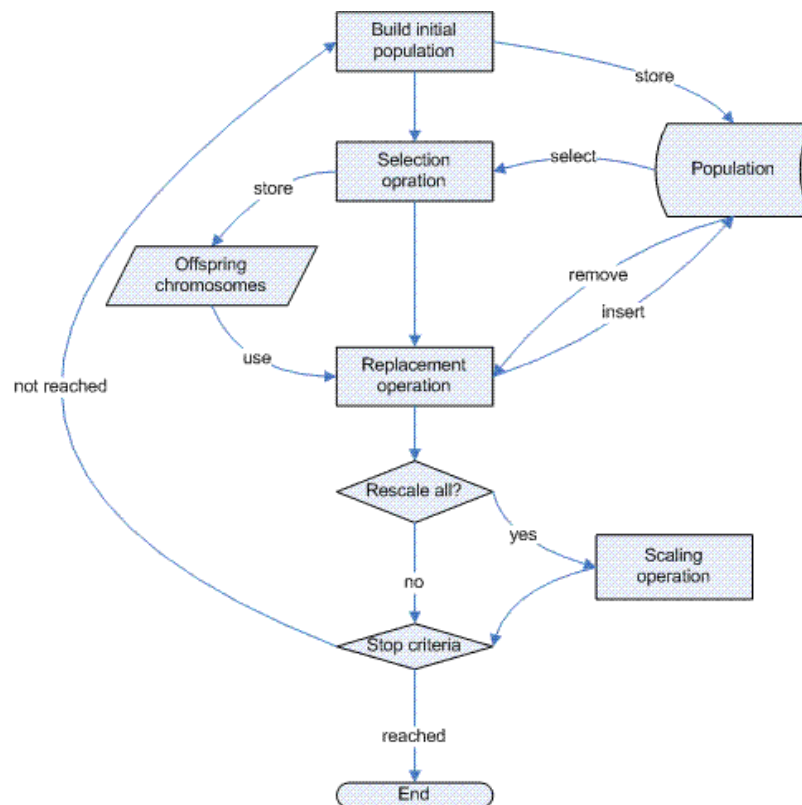 Build initial
population
store
Population
select
Selection
opration
store
Offspring
chromosomes
remove
insert
use
Replacement
operation
not reached
Rescale all?
yes
Scaling
operation
no
Stop criteria
reached
End